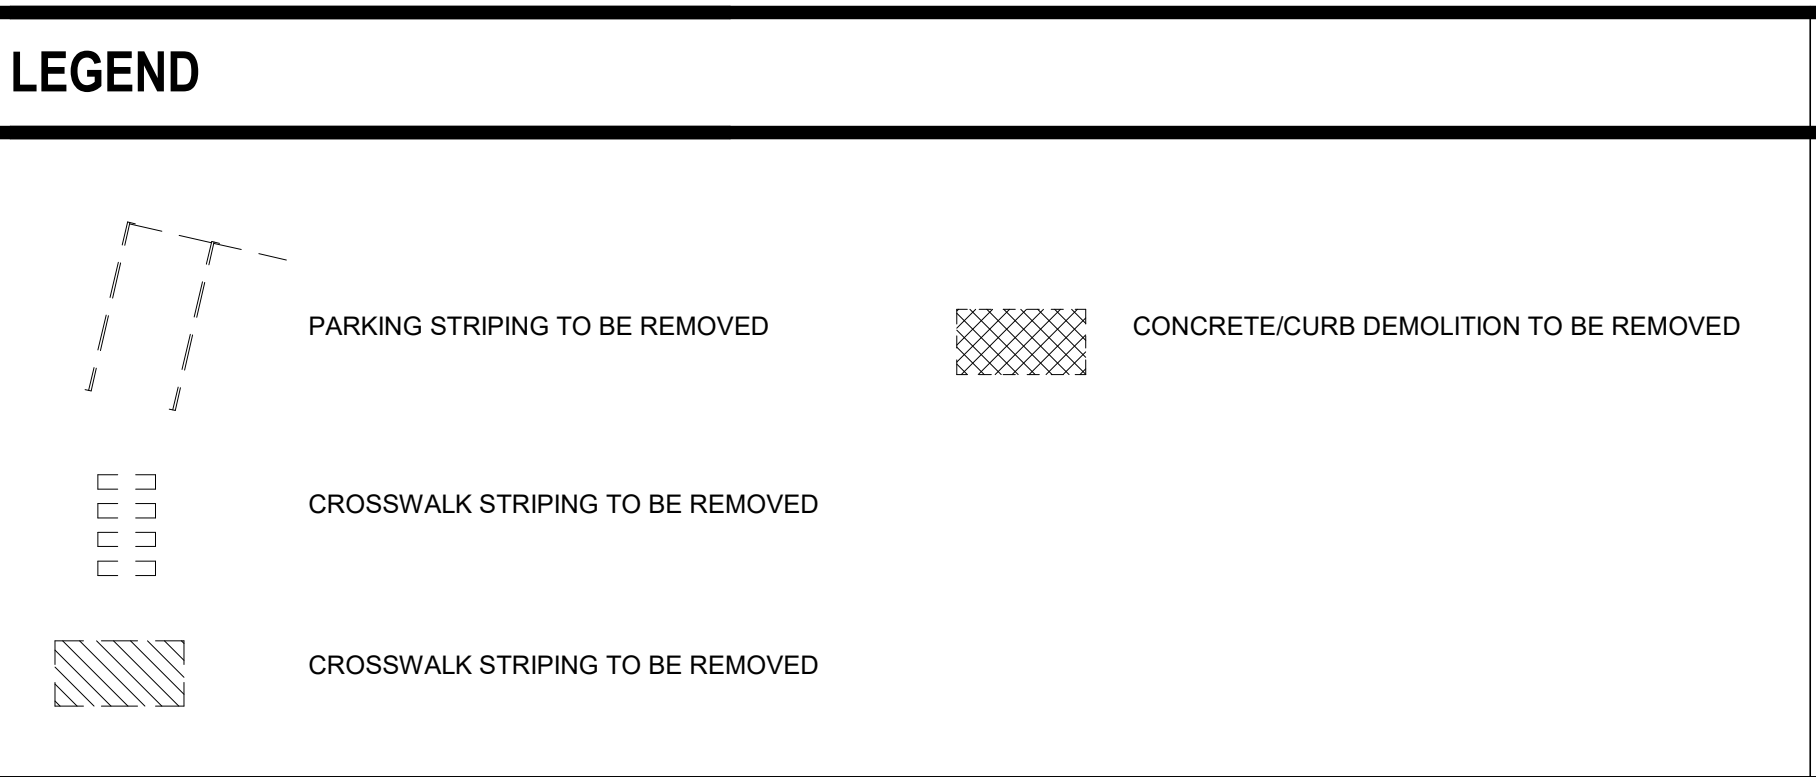 LEGEND
PARKING STRIPING TO BE REMOVED
CONCRETE/CURB DEMOLITION TO BE REMOVED
CROSSWALK STRIPING TO BE REMOVED
CROSSWALK STRIPING TO BE REMOVED